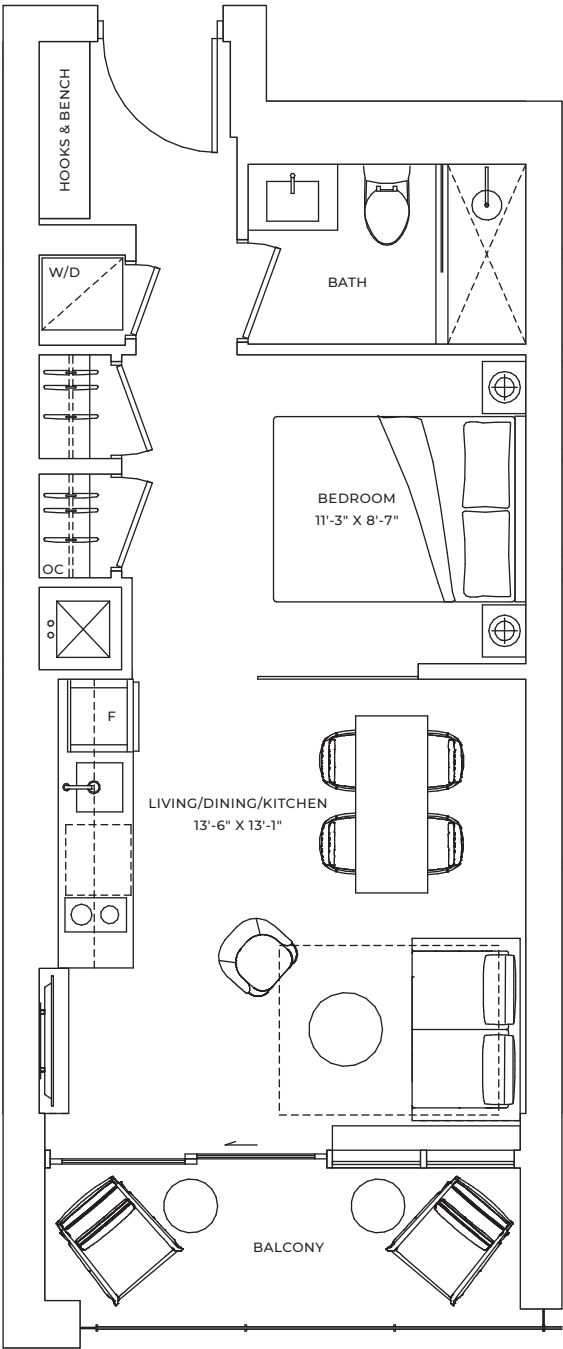 HOOKS & BENCH
W/D
BATH
BEDROOM
11'-3" X 8'-7"
OC
F
LIVING/DINING/KITCHEN
13'-6" X 13'-1"
BALCONY